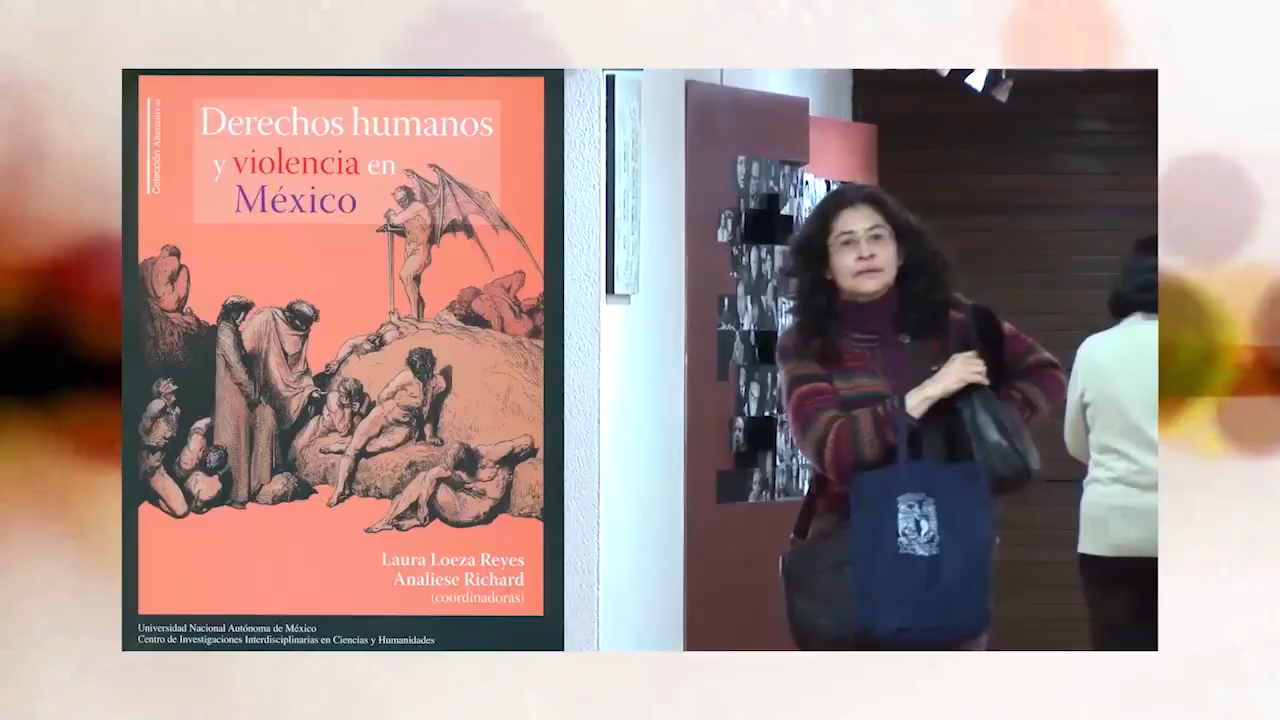 Colección Alternativas
Derechos humanos
y violencia en
México
Laura Loeza Reyes
Analiese Richard
(coordinadoras)
Universidad Nacional Autónoma de México
Centro de Investigaciones Interdisciplinarias en Ciencias y Humanidades